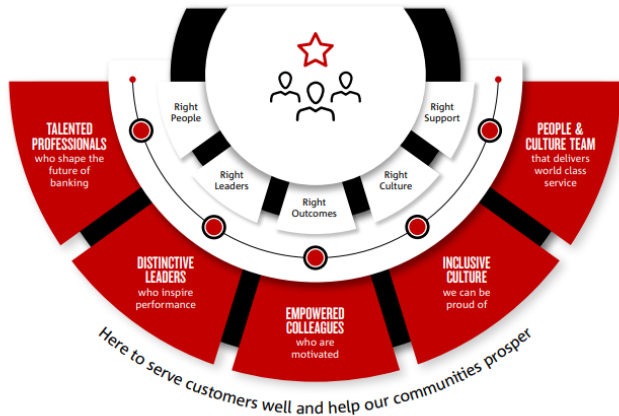 Right
People
Right
Support
Right
Leaders
Right
Culture
Right
Outcomes
TALENTED
PROFESSIONALS
who shape the
future of
banking
PEOPLE &
CULTURE TEAM
that delivers
world class
service
DISTINCTIVE
LEADERS
who inspire
performance
INCLUSIVE
CULTURE
we can be
proud of
EMPOWERED
COLLEAGUES
who are
motivated
Here to serve customers well and help our communities prosper